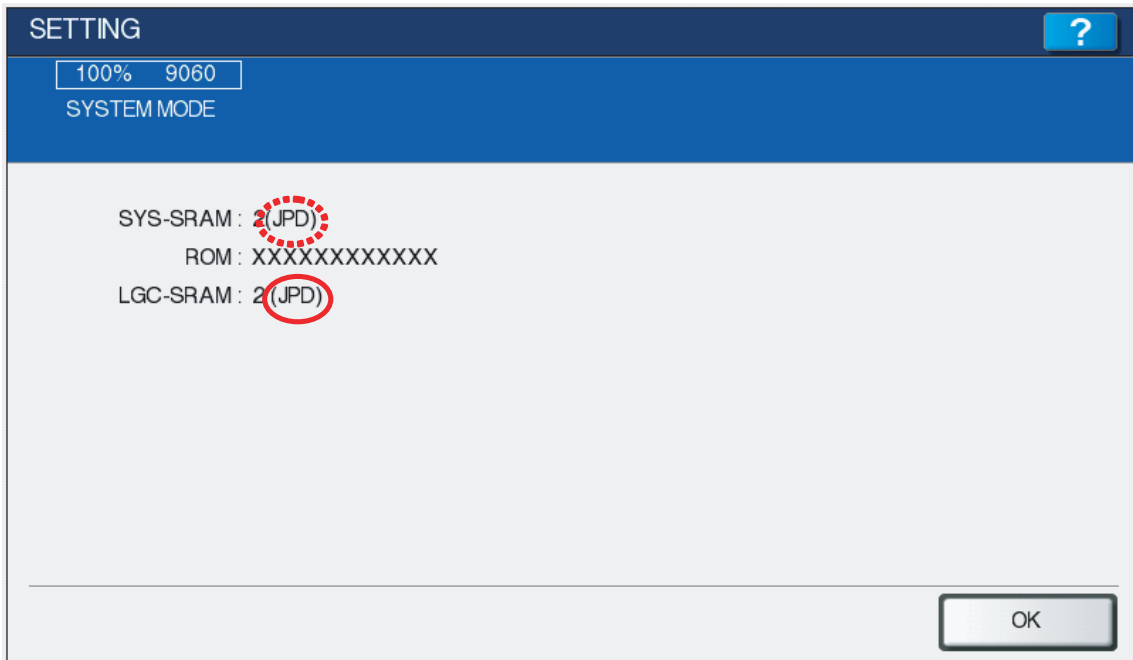 SETTING
?
100% 9060
SYSTEM MODE
SYS-SRAM : 2(JPD)
ROM : XXXXXXXXXXXX
LGC-SRAM : 2(JPD)
OK